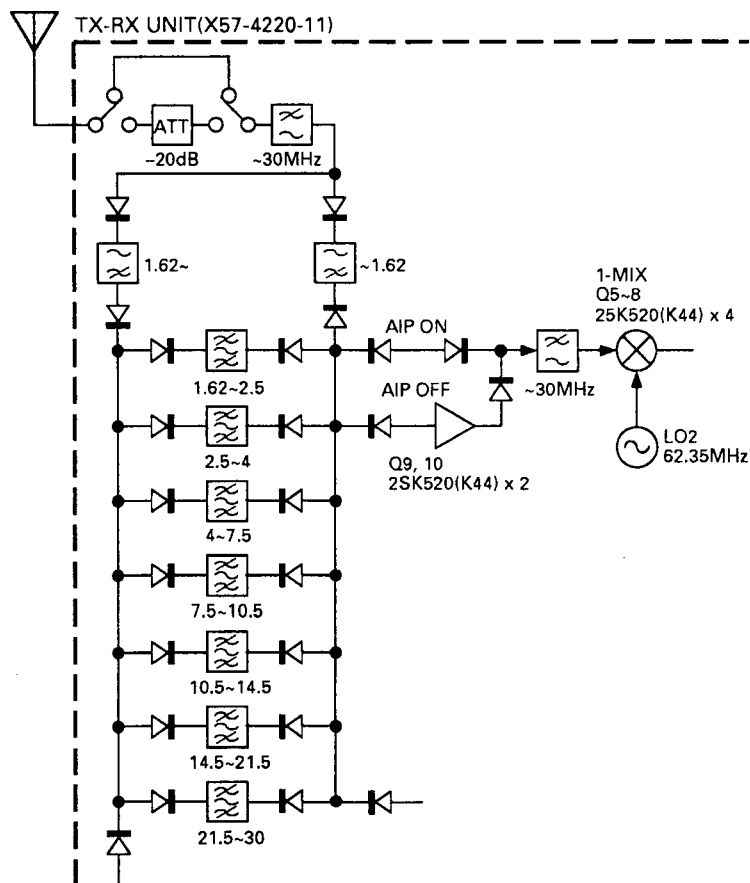 TX-RX UNIT(X57-4220-11)
ATT
-20dB
~30MHz
1.62~
~1.62
1-MIX
Q5~8
25K520(K44) x 4
AIP ON
1.62~2.5
~30MHz
AIP OFF
2.5~4
Q9, 10
2SK520(K44) x 2
LO2
62.35MHz
4~7.5
7.5~10.5
10.5~14.5
14.5~21.5
21.5~30